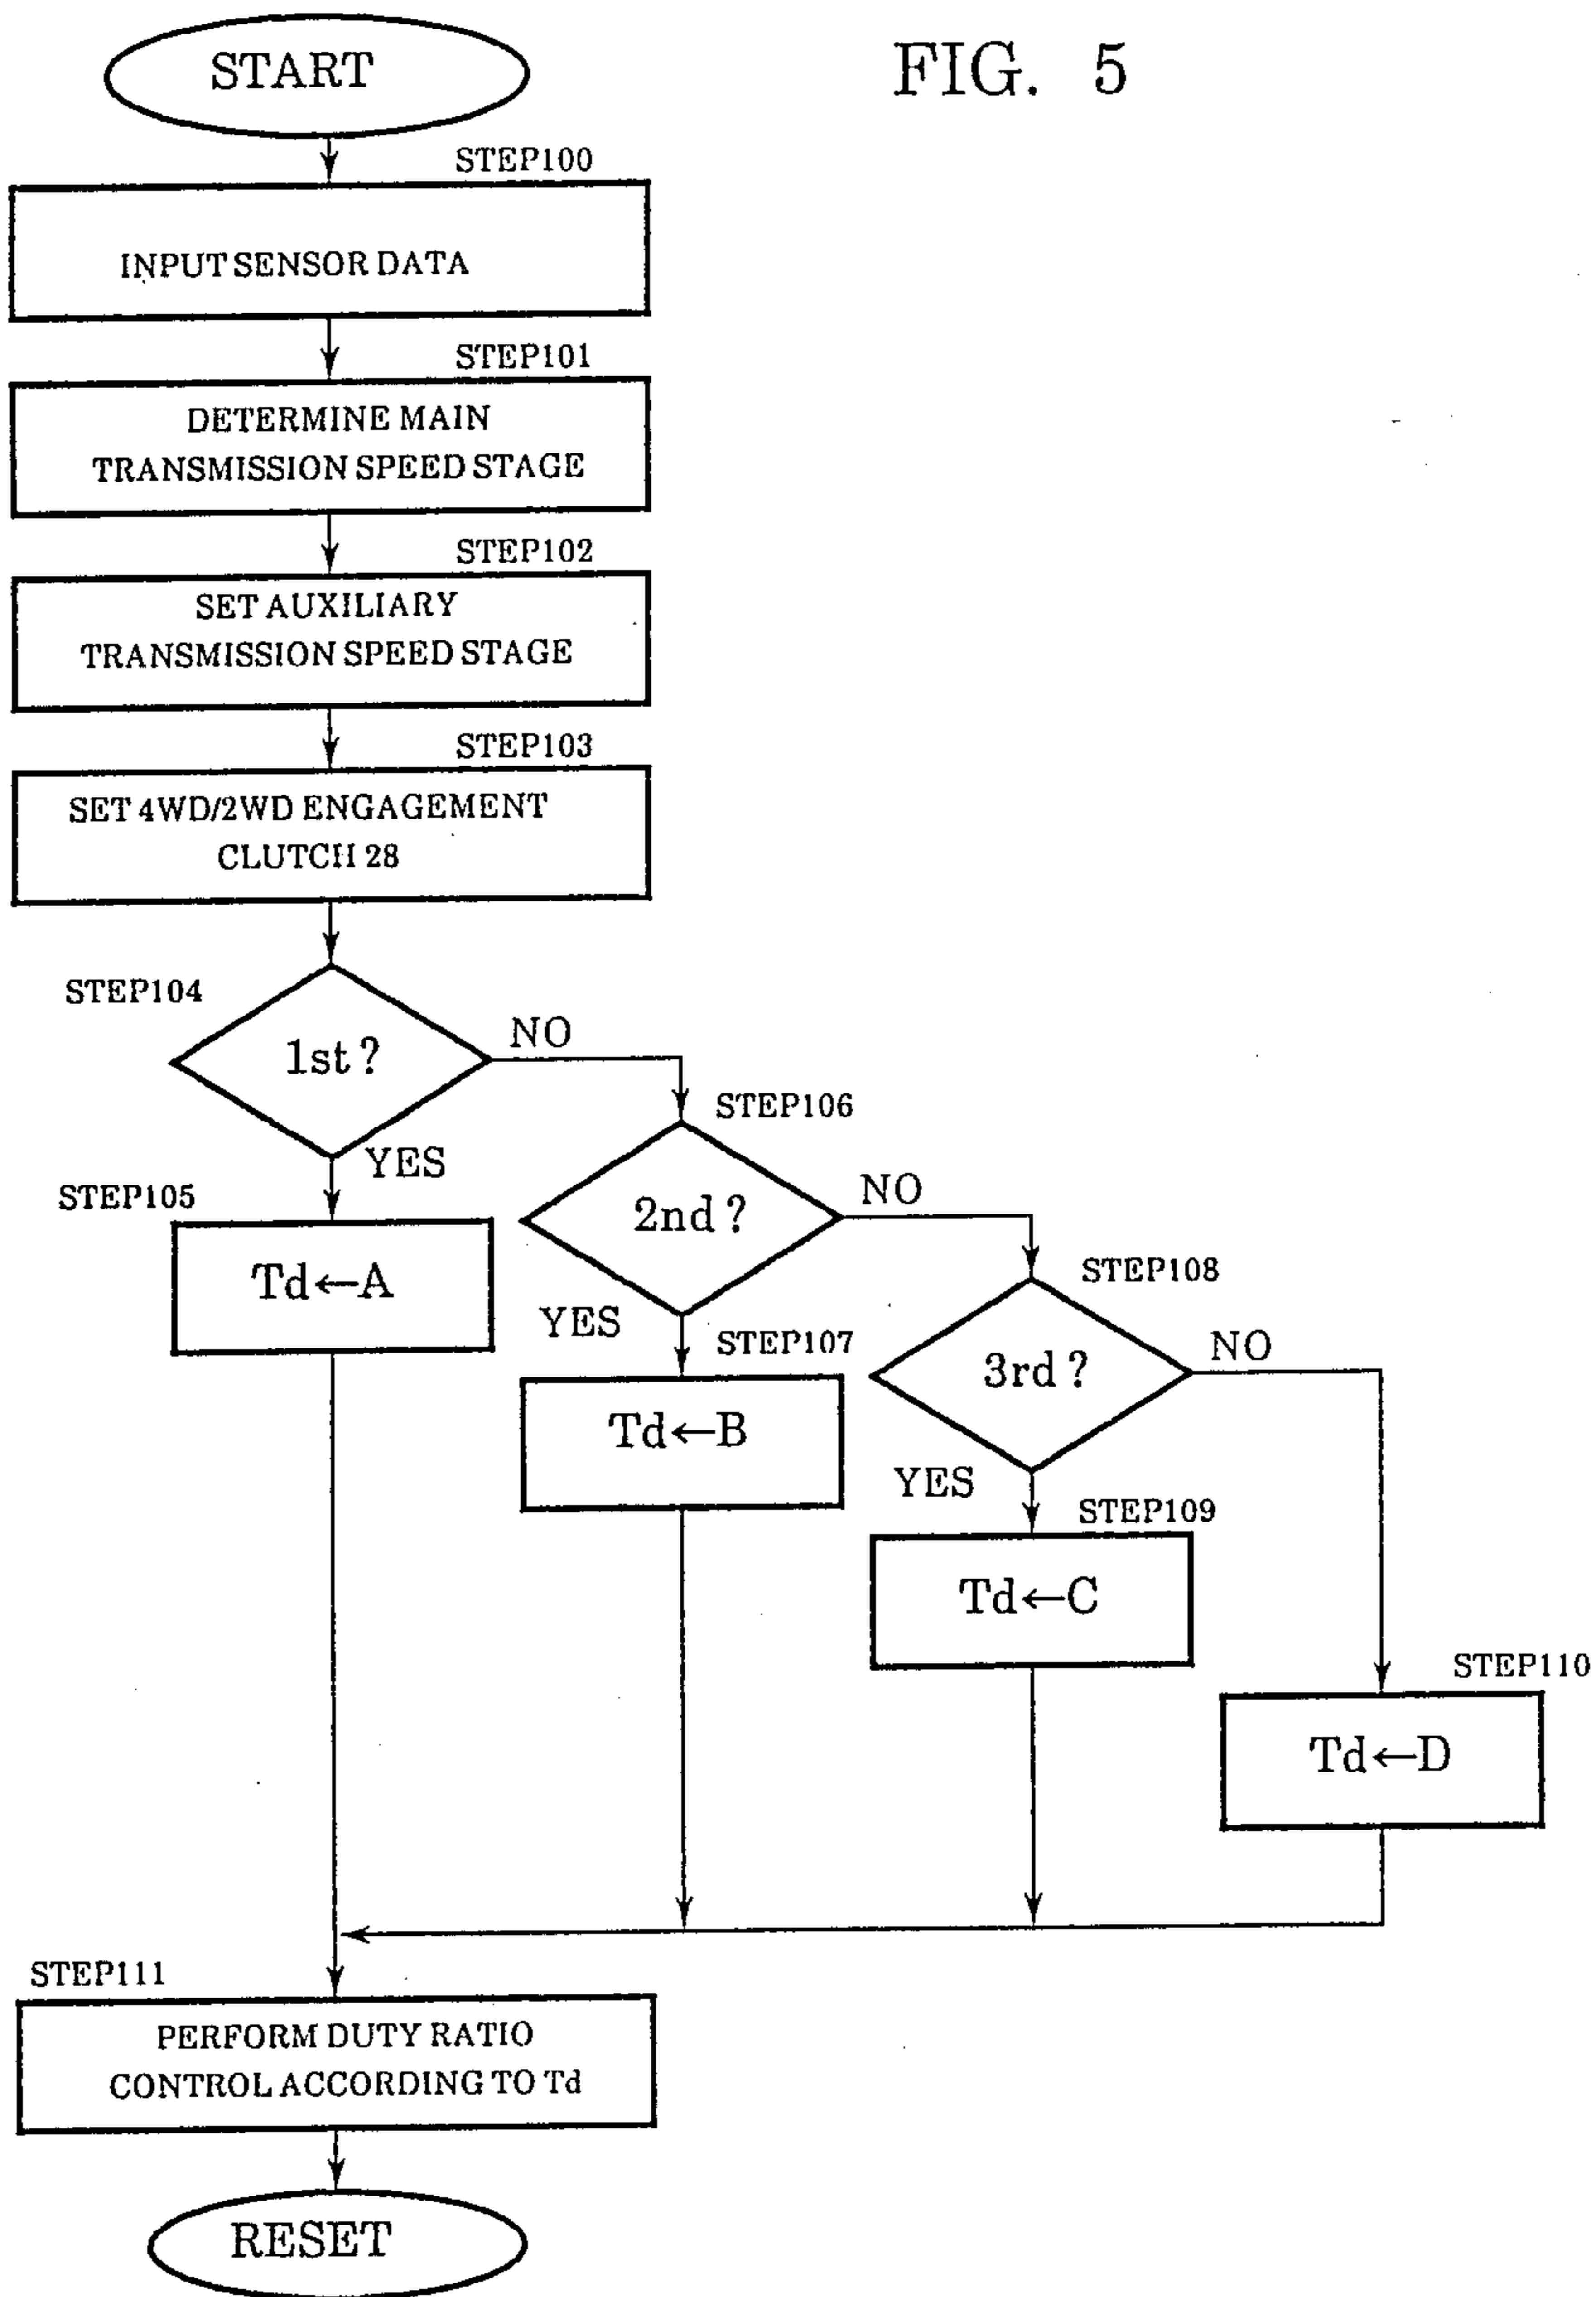 FIG. 5
START
STEP100
INPUT SENSOR DATA
STEP101
DETERMINE MAIN
TRANSMISSION SPEED STAGE
STEP102
SET AUXILIARY
TRANSMISSION SPEED STAGE
STEP103
SET 4WD/2WD ENGAGEMENT
CLUTCH 28
STEP104
1st ?
NO
YES
STEP105
Td←A
STEP106
2nd ?
NO
YES
STEP107
Td←B
STEP108
3rd ?
NO
YES
STEP109
Td←C
STEP110
Td←D
STEP111
PERFORM DUTY RATIO
CONTROL ACCORDING TO Td
RESET